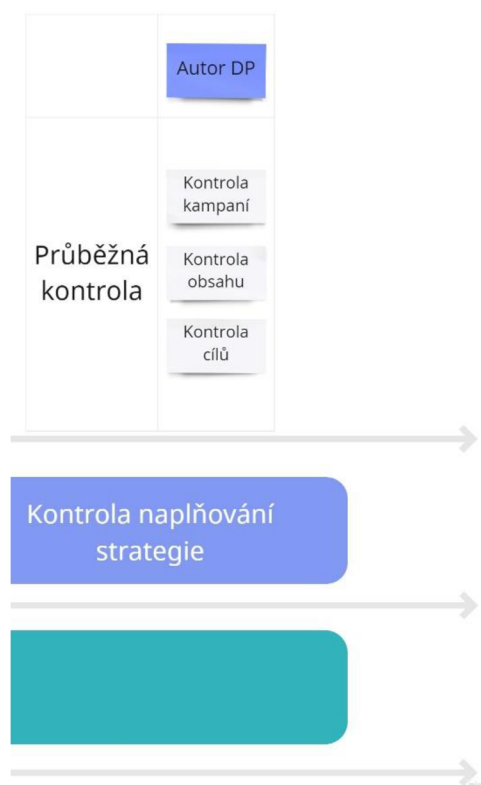 Autor DP
Kontrola
kampaní
Průběžná
kontrola
Kontrola
obsahu
Kontrola
cílů
Kontrola naplňování
strategie